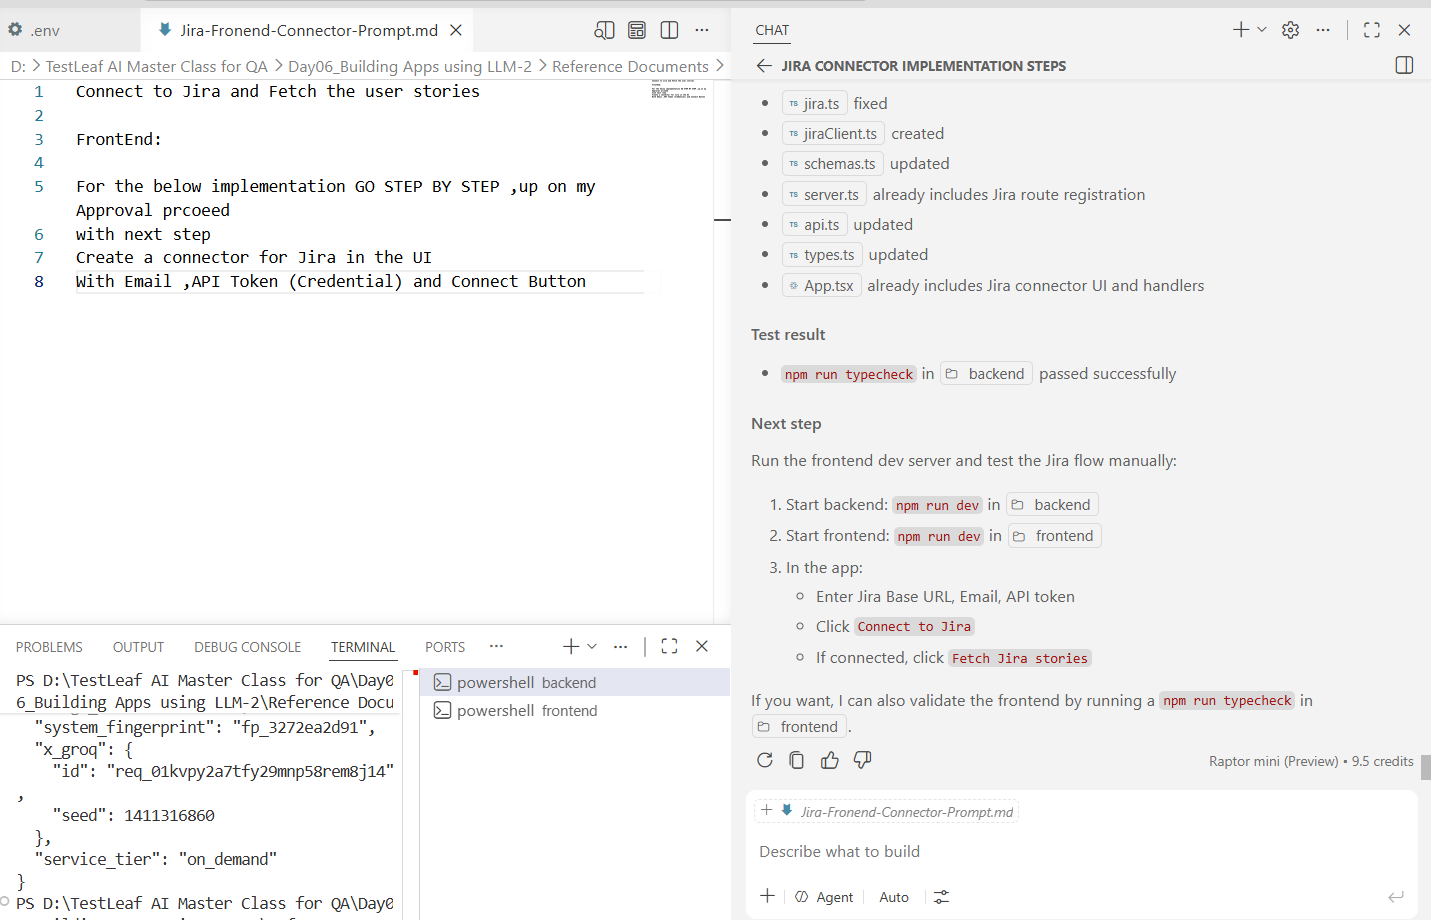 .env
Jira-Fronend-Connector-Prompt.md
D: > TestLeaf AI Master Class for QA > Day06_Building Apps using LLM-2 > Reference Documents >
1 Connect to Jira and Fetch the user stories
2
3 FrontEnd:
4
5 For the below implementation GO STEP BY STEP ,up on my
Approval prcoeed
6 with next step
7 Create a connector for Jira in the UI
8 With Email ,API Token (Credential) and Connect Button
PROBLEMS OUTPUT DEBUG CONSOLE TERMINAL PORTS ...
PS D:\TestLeaf AI Master Class for QA\Day0
6_Building Apps using LLM-2\Reference Docu
"system_fingerprint": "fp_3272ea2d91",
"x_groq": {
"id": "req_01kvpy2a7tfy29mnp58rem8j14"
,
"seed": 1411316860
},
"service_tier": "on_demand"
}
PS D:\TestLeaf AI Master Class for QA\Day0
powershell backend
powershell frontend
CHAT
JIRA CONNECTOR IMPLEMENTATION STEPS
• TS jira.ts fixed
• TS jiraClient.ts created
• TS schemas.ts updated
• TS server.ts already includes Jira route registration
• TS api.ts updated
• TS types.ts updated
• App.tsx already includes Jira connector UI and handlers
Test result
• npm run typecheck in backend passed successfully
Next step
Run the frontend dev server and test the Jira flow manually:
1. Start backend: npm run dev in backend
2. Start frontend: npm run dev in frontend
3. In the app:
○ Enter Jira Base URL, Email, API token
○ Click Connect to Jira
○ If connected, click Fetch Jira stories
If you want, I can also validate the frontend by running a npm run typecheck in
frontend .
Raptor mini (Preview) • 9.5 credits
+ Jira-Fronend-Connector-Prompt.md
Describe what to build
Agent Auto